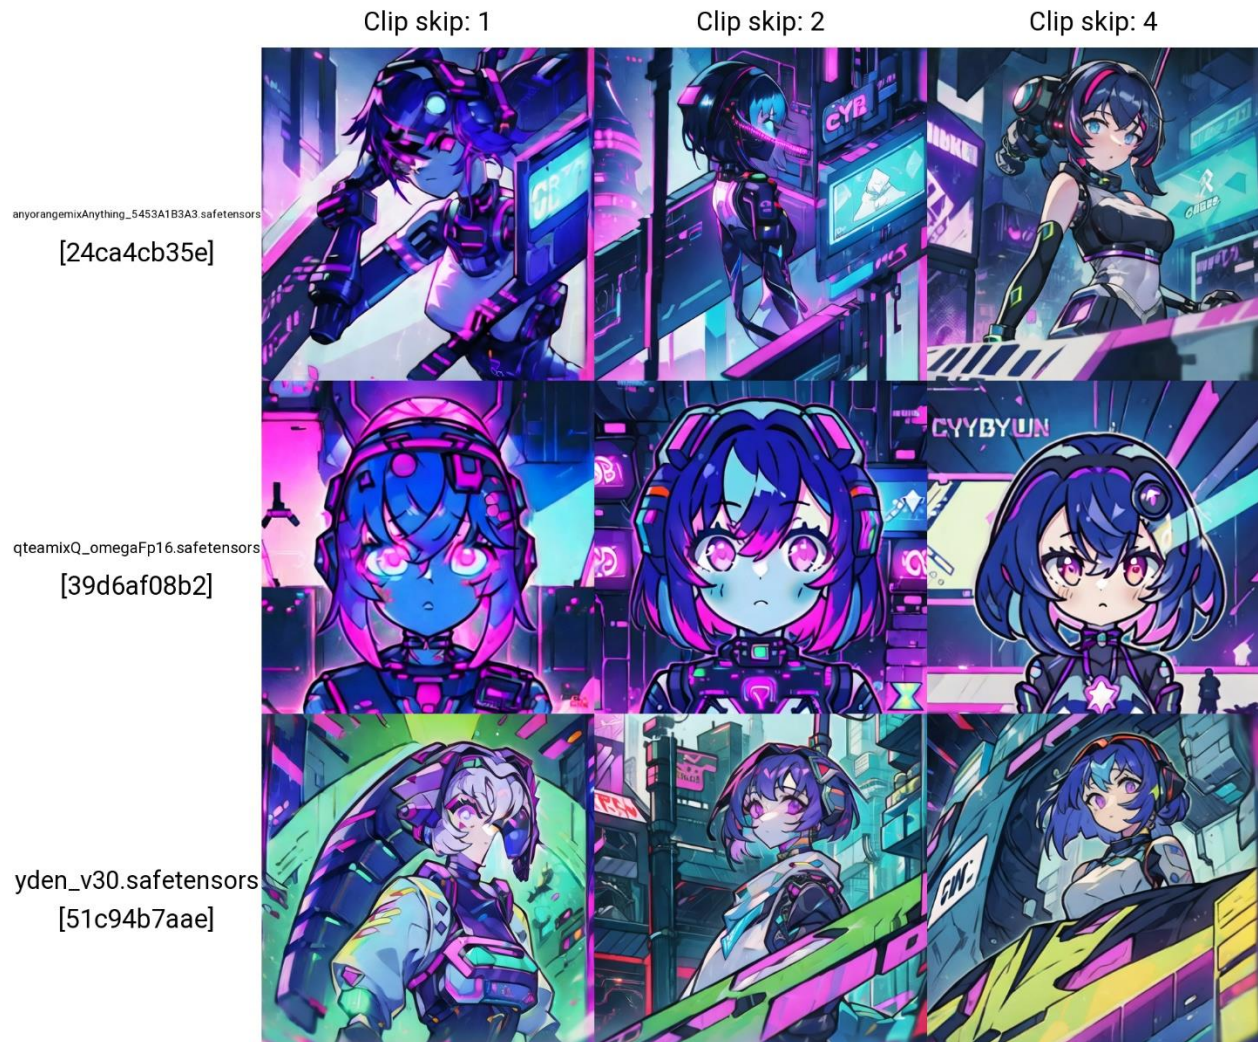 Clip skip: 1
Clip skip: 2
Clip skip: 4
anyorangemixAnything_5453A1B3A3.safetensors
[24ca4cb35e]
CYB
qteamixQ_omegaFp16.safetensors
[39d6af08b2]
CYYBYUN
yden_v30.safetensors
[51c94b7aae]